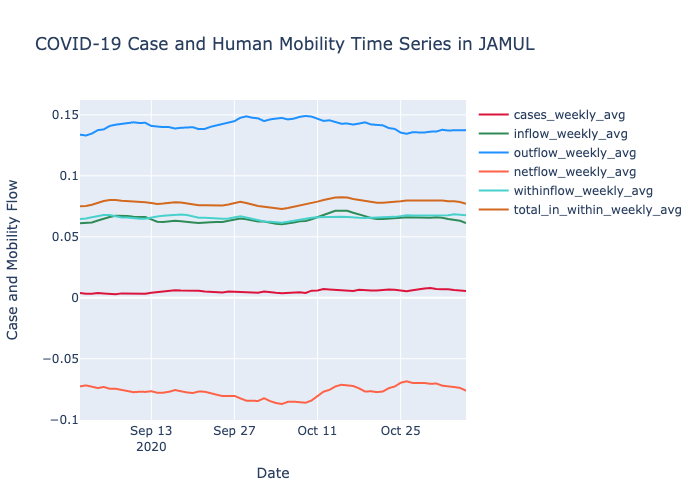 COVID-19 Case and Human Mobility Time Series in JAMUL
Case and Mobility Flow
0.15
0.1
0.05
0
−0.05
−0.1
Sep 13
2020
Sep 27
Oct 11
Oct 25
Date
cases_weekly_avg
inflow_weekly_avg
outflow_weekly_avg
netflow_weekly_avg
withinflow_weekly_avg
total_in_within_weekly_avg